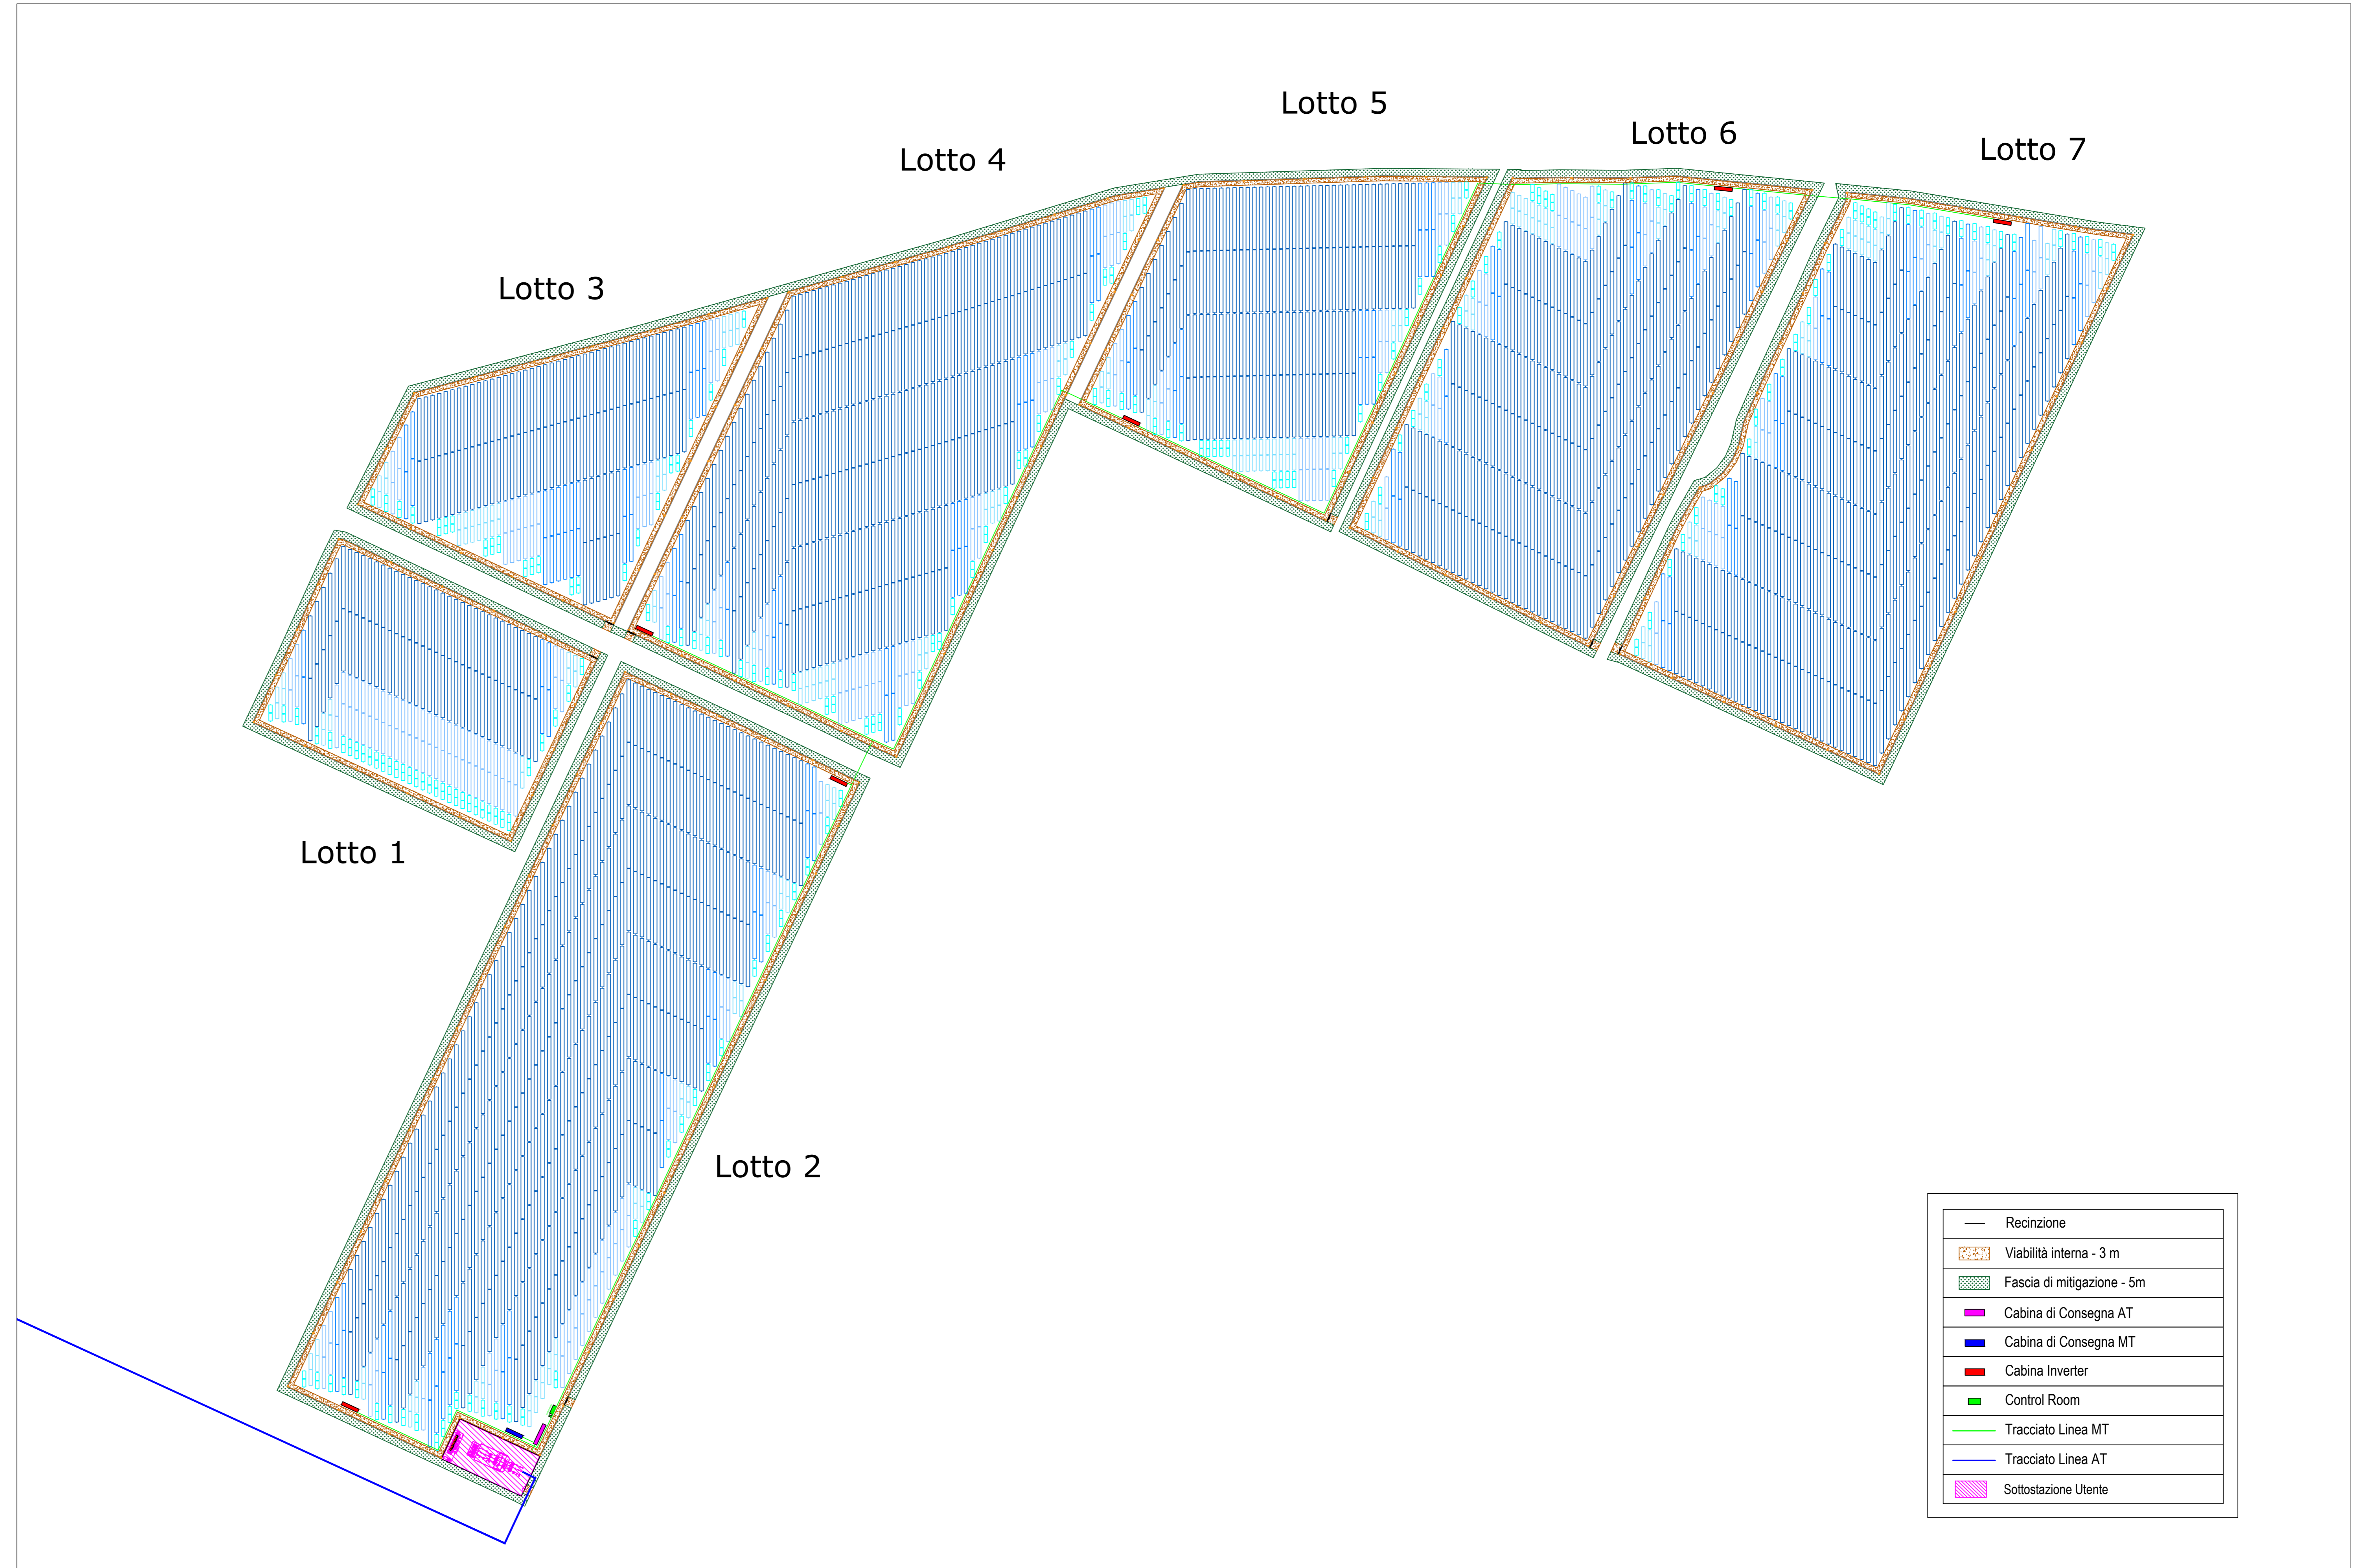 Lotto 5
Lotto 6
Lotto 7
Lotto 4
Lotto 3
Lotto 1
Lotto 2
Recinzione
Viabilità interna - 3 m
Fascia di mitigazione - 5m
Cabina di Consegna AT
Cabina di Consegna MT
Cabina Inverter
Control Room
Tracciato Linea MT
Tracciato Linea AT
Sottostazione Utente